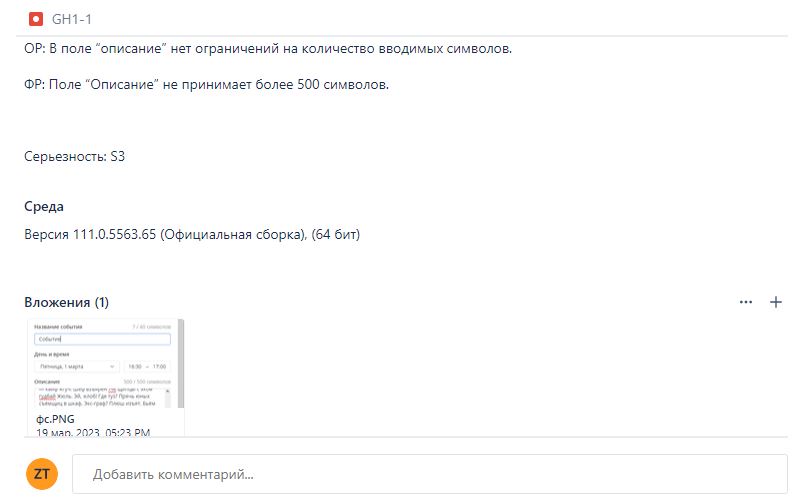 GH1-1
ОР: В поле “описание” нет ограничений на количество вводимых символов.
ФР: Поле “Описание” не принимает более 500 символов.
Серьезность: S3
Среда
Версия 111.0.5563.65 (Официальная сборка), (64 бит)
Вложения (1)
Название события 7 / 40 символов
Событие
День и время
Пятница, 1 марта 16:30 – 17:00
Описание 500 / 500 символов
фс.PNG
19 мар. 2023, 05:23 PM
ZT
Добавить комментарий...